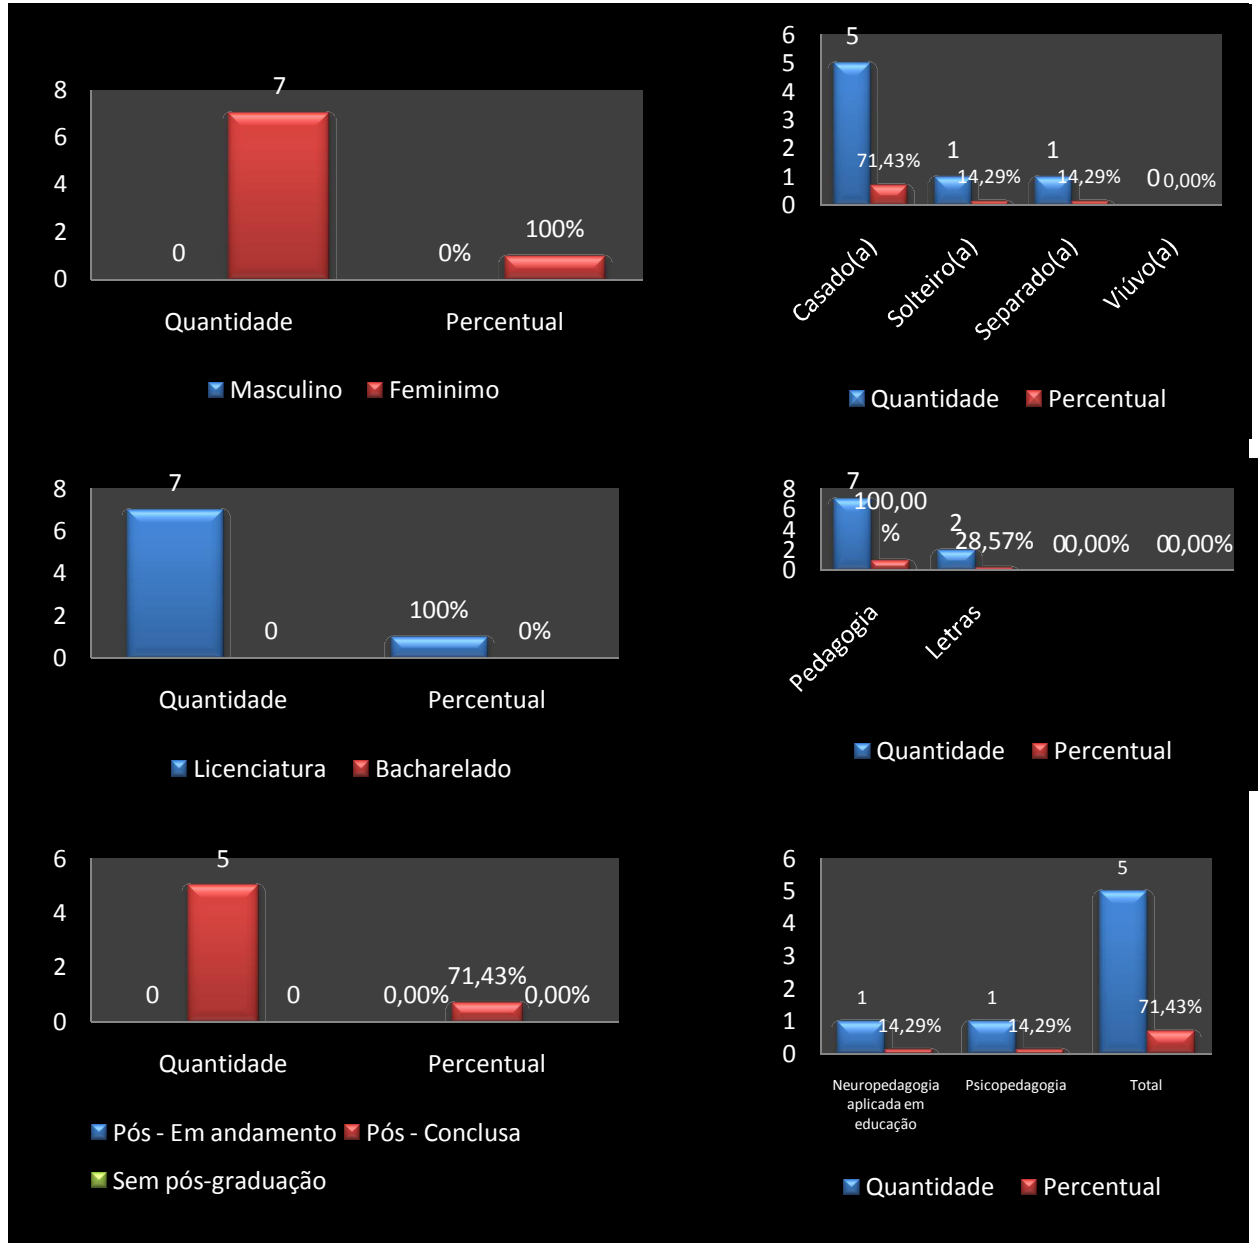 8
6
4
2
0
7
0
0%
100%
Quantidade
Percentual
Masculino
Feminimo
6
5
4
3
2
1
0
5
71,43%
1
14,29%
1
14,29%
0
0,00%
Casado(a)
Solteiro(a)
Separado(a)
Viúvo(a)
Quantidade
Percentual
8
6
4
2
0
7
0
100%
0%
Quantidade
Percentual
Licenciatura
Bacharelado
8
6
4
2
0
7
100,00
%
2
28,57%
00,00%
00,00%
Pedagogia
Letras
Quantidade
Percentual
6
4
2
0
0
5
0
0,00%
71,43%
0,00%
Quantidade
Percentual
Pós - Em andamento
Pós - Conclusa
Sem pós-graduação
6
5
4
3
2
1
0
1
14,29%
1
14,29%
5
71,43%
Neuropedagogia
aplicada em
educação
Psicopedagogia
Total
Quantidade
Percentual